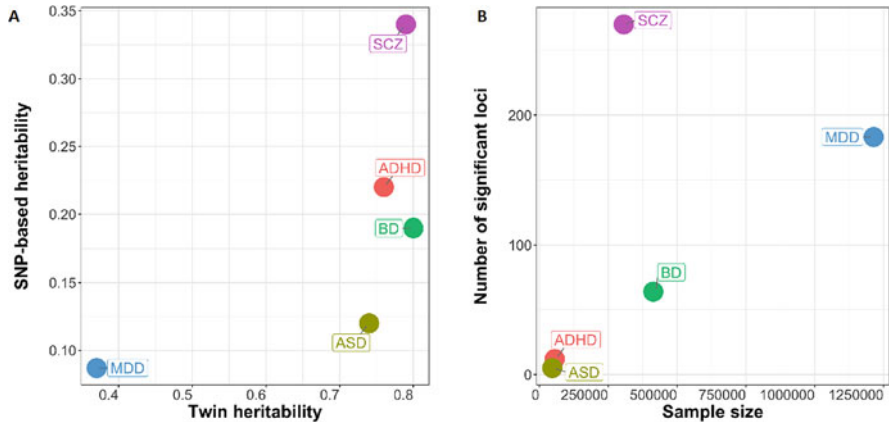 A
SNP-based heritability
0.35
0.30
0.25
0.20
0.15
0.10
SCZ
ADHD
BD
ASD
MDD
0.4 0.5 0.6 0.7 0.8
Twin heritability
B
Number of significant loci
200
100
0
SCZ
MDD
BD
ADHD
ASD
0 250000 500000 750000 1000000 1250000
Sample size